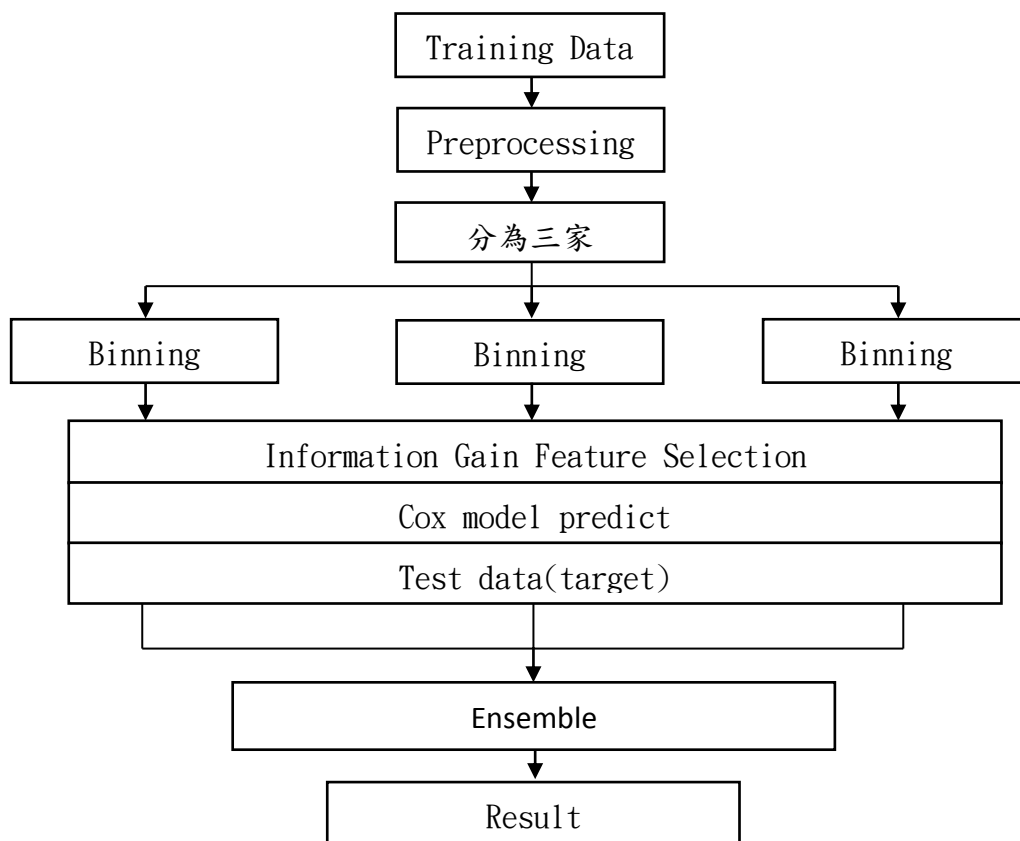 Training Data
Preprocessing
分為三家
Binning
Binning
Binning
Information Gain Feature Selection
Cox model predict
Test data(target)
Ensemble
Result